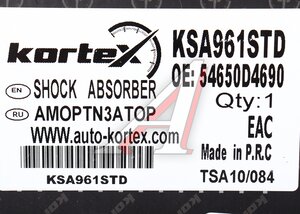 kortex
KSA961STD
OE: 54650D4690
EN SHOCK ABSORBER
Qty:1
RU AMOPTN3ATOP
EAC
www.auto-kortex.com
Made in P.R.C
KSA961STD
TSA10/084